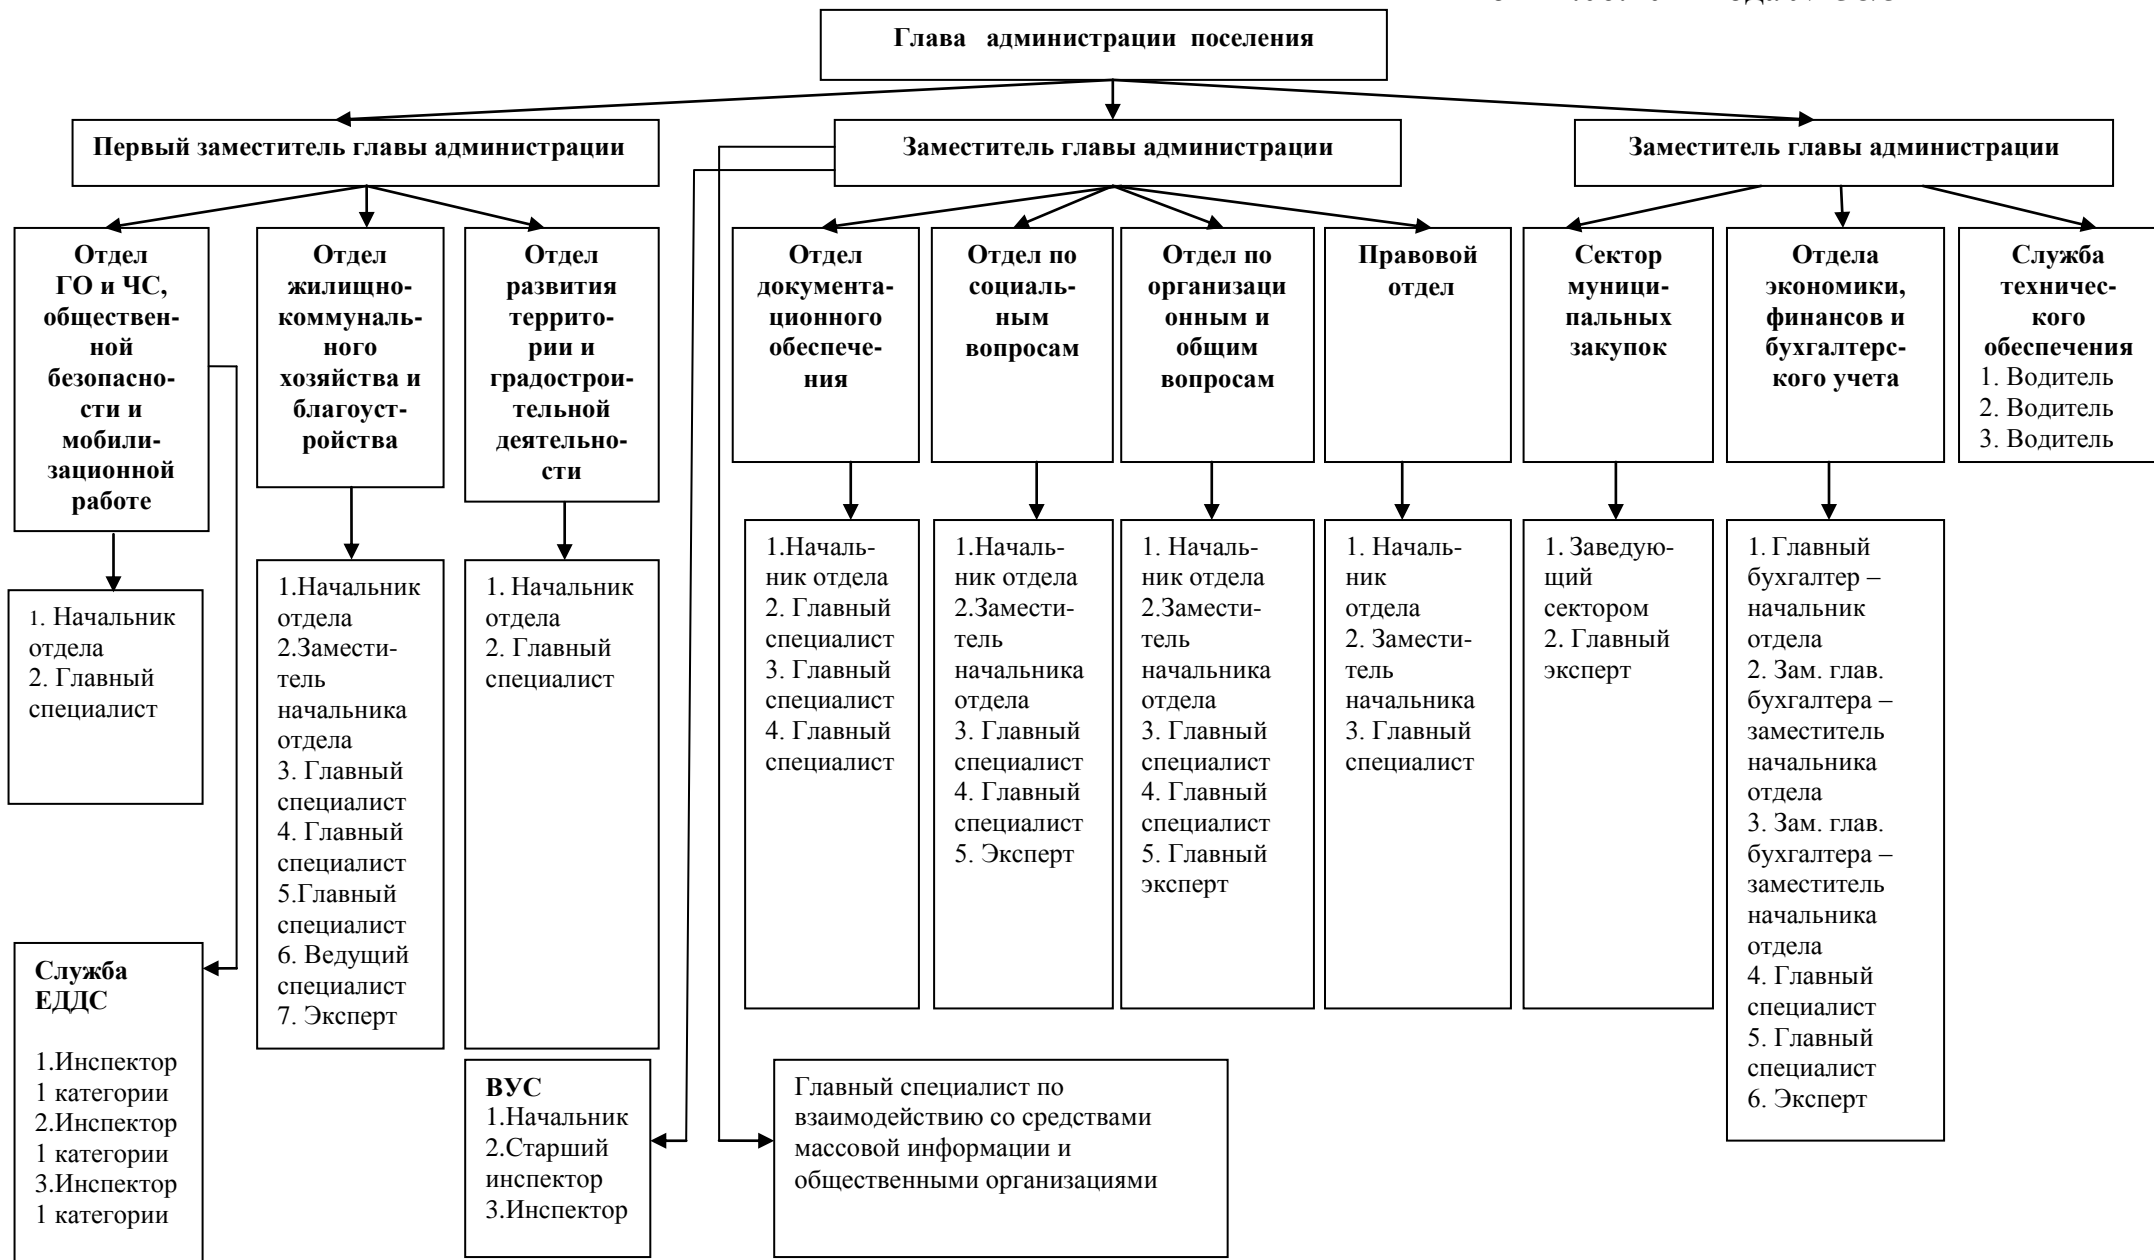 Глава администрации поселения
Первый заместитель главы администрации
Заместитель главы администрации
Заместитель главы администрации
Отдел
ГО и ЧС,
обществен-
ной
безопасно-
сти и
мобили-
зационной
работе
Отдел
жилищно-
коммуналь-
ного
хозяйства и
благоуст-
ройства
Отдел
развития
террито-
рии и
градострои-
тельной
деятельно-
сти
Отдел
документа-
ционного
обеспече-
ния
Отдел по
социаль-
ным
вопросам
Отдел по
организаци
онным и
общим
вопросам
Правовой
отдел
Сектор
муници-
пальных
закупок
Отдела
экономики,
финансов и
бухгалтерс-
кого учета
Служба
техничес-
кого
обеспечения
1. Водитель
2. Водитель
3. Водитель
1. Начальник
отдела
2. Главный
специалист
1.Начальник
отдела
2.Замести-
тель
начальника
отдела
3. Главный
специалист
4. Главный
специалист
5.Главный
специалист
6. Ведущий
специалист
7. Эксперт
1. Начальник
отдела
2. Главный
специалист
1.Началь-
ник отдела
2. Главный
специалист
3. Главный
специалист
4. Главный
специалист
1.Началь-
ник отдела
2.Замести-
тель
начальника
отдела
3. Главный
специалист
4. Главный
специалист
5. Эксперт
1. Началь-
ник отдела
2.Замести-
тель
начальника
отдела
3. Главный
специалист
4. Главный
специалист
5. Главный
эксперт
1. Началь-
ник
отдела
2. Замести-
тель
начальника
3. Главный
специалист
1. Заведую-
щий
сектором
2. Главный
эксперт
1. Главный
бухгалтер –
начальник
отдела
2. Зам. глав.
бухгалтера –
заместитель
начальника
отдела
3. Зам. глав.
бухгалтера –
заместитель
начальника
отдела
4. Главный
специалист
5. Главный
специалист
6. Эксперт
Служба
ЕДДС
1.Инспектор
1 категории
2.Инспектор
1 категории
3.Инспектор
1 категории
ВУС
1.Начальник
2.Старший
инспектор
3.Инспектор
Главный специалист по
взаимодействию со средствами
массовой информации и
общественными организациями